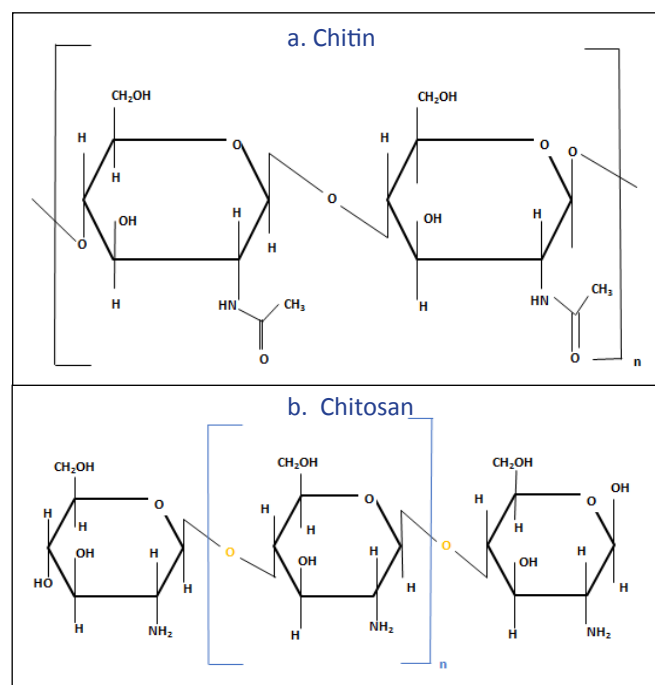 a. Chitin
CH₂OH CH₂OH
H O H O O
H
OH H O OH H
O
H
H HN H HN
CH₃ CH₃
O O
n
b. Chitosan
CH₂OH CH₂OH CH₂OH
OH
H O H O H O
H H H
OH H O OH H O OH H
HO H H H
H NH₂ H NH₂ H NH₂
n